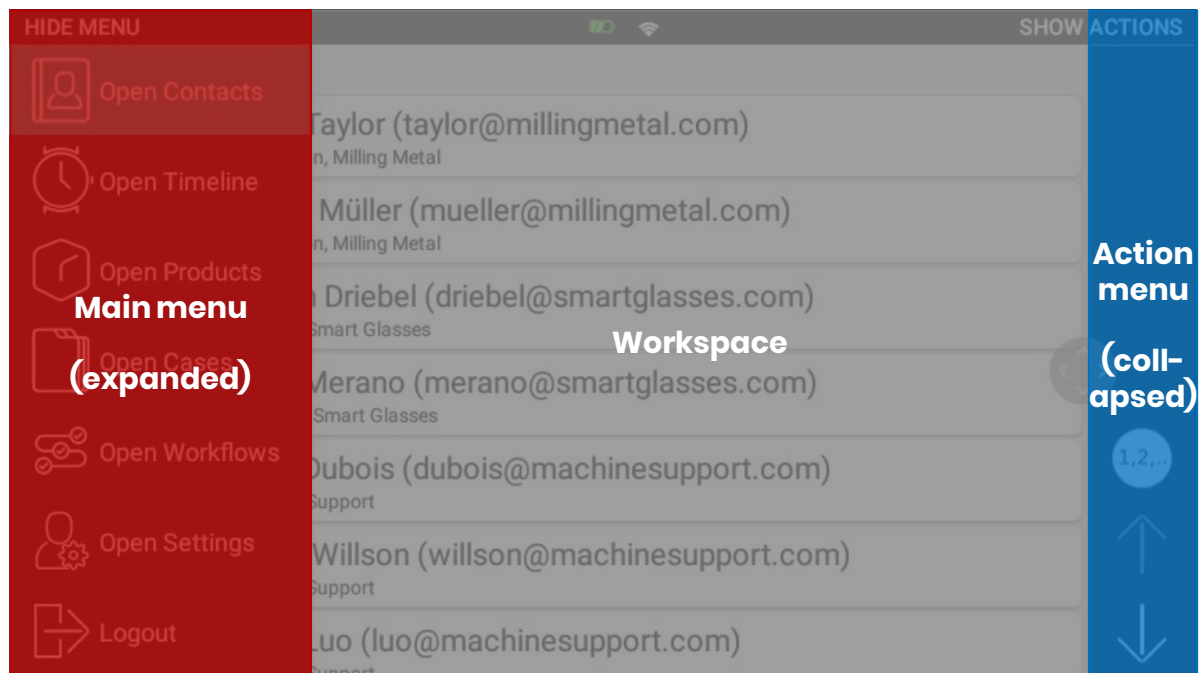 HIDE MENU
SHOW ACTIONS
Open Contacts
Open Timeline
Open Products
Open Cases
Open Workflows
Open Settings
Logout
Main menu
(expanded)
Taylor (taylor@millingmetal.com)
Milling Metal
Müller (mueller@millingmetal.com)
Milling Metal
Driebel (driebel@smartglasses.com)
Smart Glasses
Merano (merano@smartglasses.com)
Smart Glasses
Dubois (dubois@machinesupport.com)
Support
Willson (willson@machinesupport.com)
Support
Luo (luo@machinesupport.com)
Support
Workspace
Action
menu
(coll-
apsed)
1,2,..